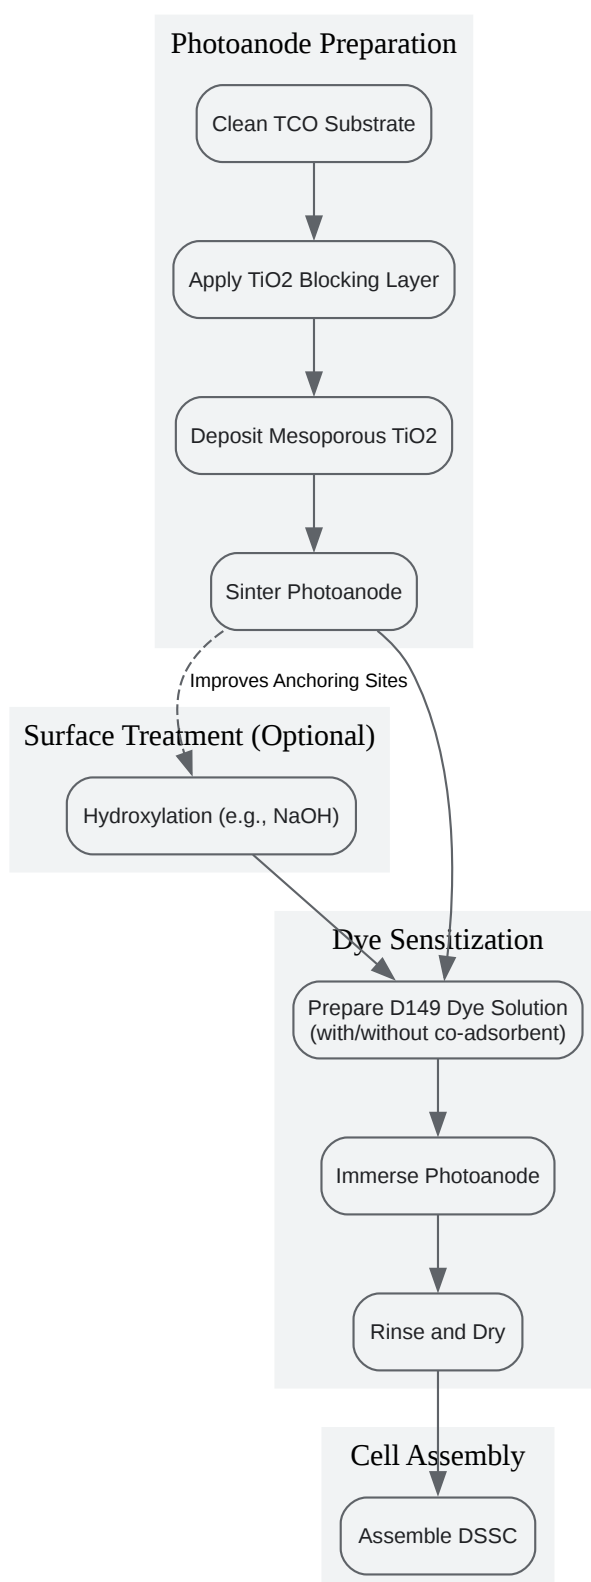 Photoanode Preparation
Clean TCO Substrate
Apply TiO2 Blocking Layer
Deposit Mesoporous TiO2
Sinter Photoanode
Improves Anchoring Sites
Surface Treatment (Optional)
Hydroxylation (e.g., NaOH)
Dye Sensitization
Prepare D149 Dye Solution
(with/without co-adsorbent)
Immerse Photoanode
Rinse and Dry
Cell Assembly
Assemble DSSC